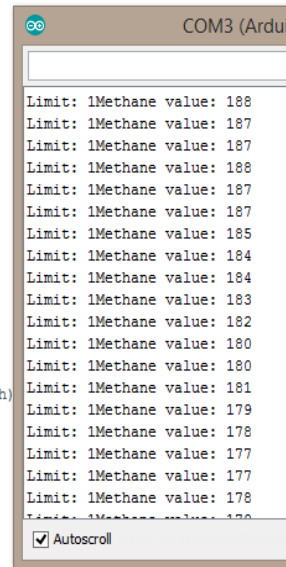 COM3 (Ardui
Limit: 1Methane value: 188
Limit: 1Methane value: 187
Limit: 1Methane value: 187
Limit: 1Methane value: 188
Limit: 1Methane value: 187
Limit: 1Methane value: 187
Limit: 1Methane value: 185
Limit: 1Methane value: 184
Limit: 1Methane value: 184
Limit: 1Methane value: 183
Limit: 1Methane value: 182
Limit: 1Methane value: 180
Limit: 1Methane value: 180
Limit: 1Methane value: 181
h)
Limit: 1Methane value: 179
Limit: 1Methane value: 178
Limit: 1Methane value: 177
Limit: 1Methane value: 177
Limit: 1Methane value: 178
Limit: 1Methane value:
Autoscroll